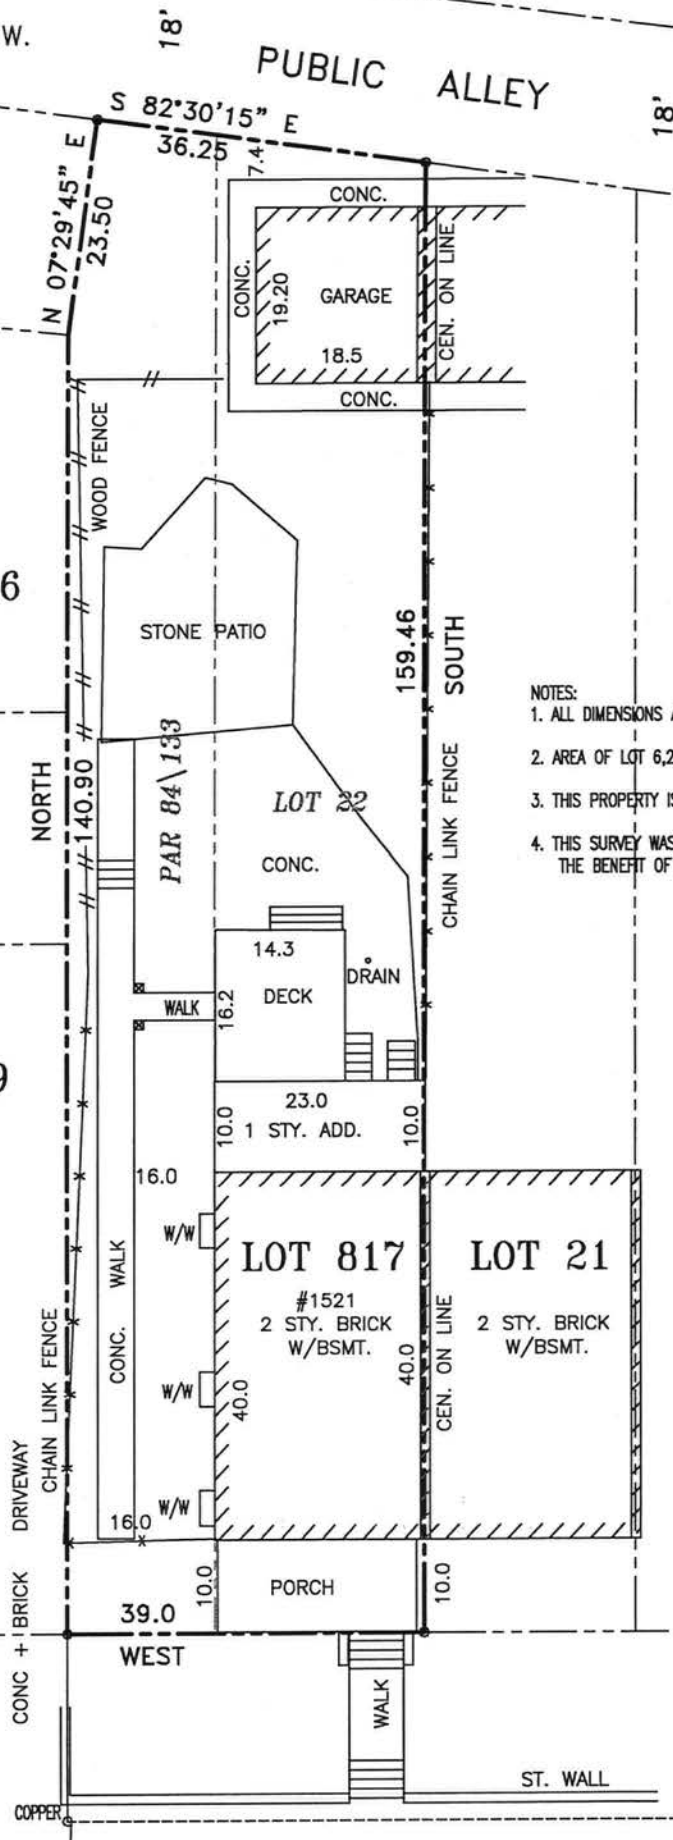 W.
18'
PUBLIC ALLEY
18'
S 82°30'15" E
36.25
7.4
N 07°29'45" E
23.50
CONC.
CONC.
19.20
GARAGE
18.5
CEN. ON LINE
CONC.
WOOD FENCE
6
STONE PATIO
159.46
SOUTH
NOTES:
1. ALL DIMENSIONS
2. AREA OF LOT 6,2
3. THIS PROPERTY IS
4. THIS SURVEY WAS
THE BENEFIT OF
NORTH
140.90
PAR 84\133
LOT 22
CONC.
CHAIN LINK FENCE
14.3
DECK
16.2
DRAIN
WALK
9
23.0
10.0
1 STY. ADD.
10.0
16.0
W/W
LOT 817
#1521
2 STY. BRICK
W/BSMT.
LOT 21
2 STY. BRICK
W/BSMT.
CONC. WALK
W/W
40.0
40.0
CEN. ON LINE
CHAIN LINK FENCE
W/W
16.0
CONC + BRICK DRIVEWAY
10.0
PORCH
10.0
39.0
WEST
WALK
ST. WALL
COPPER